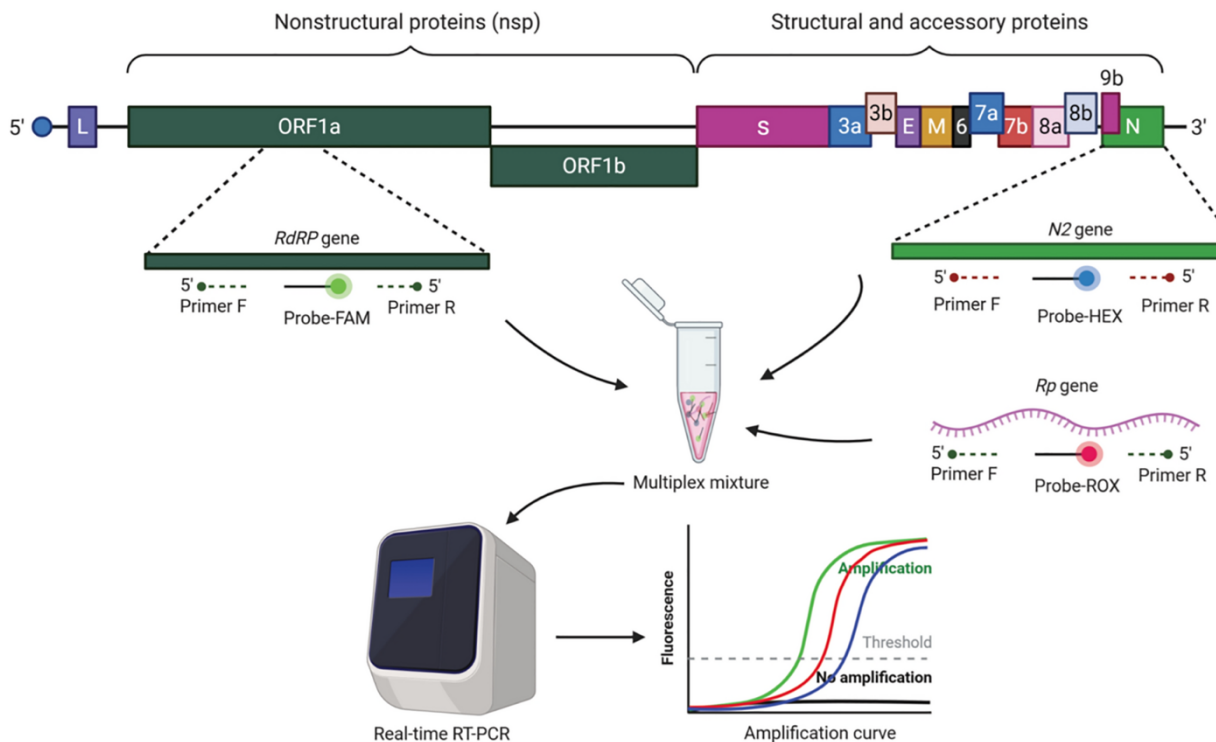 Nonstructural proteins (nsp)
Structural and accessory proteins
9b
5'
L
ORF1a
S
3a
3b
E
M
6
7a
7b
8a
8b
N
3'
ORF1b
RdRP gene
5'
5'
Primer F
Probe-FAM
Primer R
N2 gene
5'
5'
Primer F
Probe-HEX
Primer R
Rp gene
5'
5'
Primer F
Probe-ROX
Primer R
Multiplex mixture
Real-time RT-PCR
Fluorescence
Amplification
Threshold
No amplification
Amplification curve